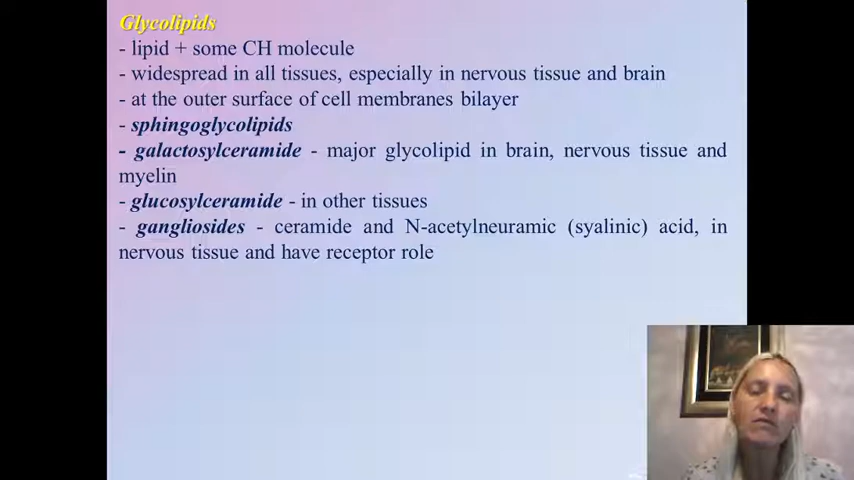 Glycolipids
- lipid + some CH molecule
- widespread in all tissues, especially in nervous tissue and brain
- at the outer surface of cell membranes bilayer
- sphingoglycolipids
- galactosylceramide - major glycolipid in brain, nervous tissue and
myelin
- glucosylceramide - in other tissues
- gangliosides - ceramide and N-acetylneuramic (syalinic) acid, in
nervous tissue and have receptor role